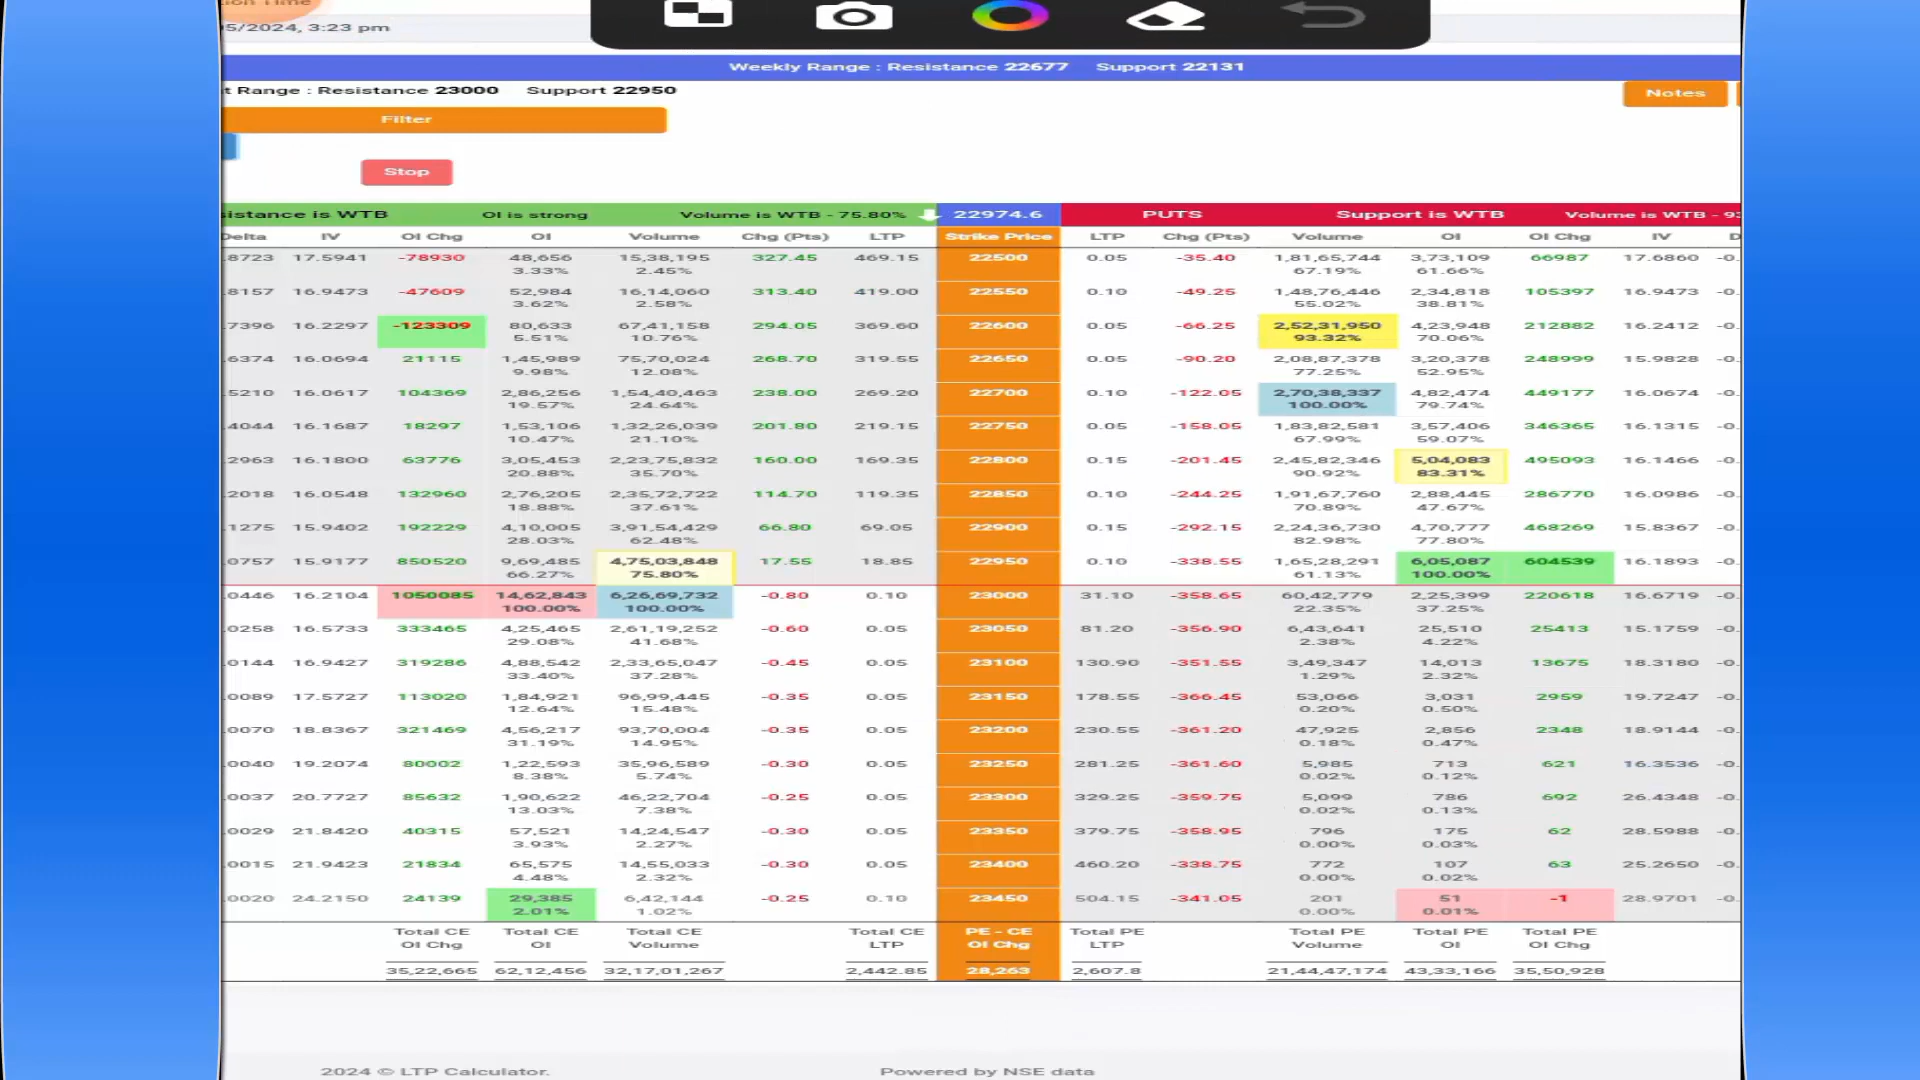 5/2024, 3:23 pm
Weekly Range : Resistance 22677 Support 22131
t Range : Resistance 23000 Support 22950
Notes
Filter
Stop
sistance is WTB OI is strong Volume is WTB - 75.80% 22974.6 PUTS Support is WTB Volume is WTB - 9
Delta IV OI Chg OI Volume Chg (Pts) LTP Strike Price LTP Chg (Pts) Volume OI OI Chg IV D
.8723 17.5941 -78930 48,656 15,38,195 327.45 469.15 22500 0.05 -35.40 1,81,65,744 3,73,109 66987 17.6860 -0.
3.33% 2.45% 67.19% 61.66%
.8157 16.9473 -47609 52,984 16,14,060 313.40 419.00 22550 0.10 -49.25 1,48,76,446 2,34,818 105397 16.9473 -0.
3.62% 2.58% 55.02% 38.81%
.7396 16.2297 -123309 80,633 67,41,158 294.05 369.60 22600 0.05 -66.25 2,52,31,950 4,23,948 212882 16.2412 -0.
5.51% 10.76% 93.32% 70.06%
.6374 16.0694 21115 1,45,989 75,70,024 268.70 319.55 22650 0.05 -90.20 2,08,87,378 3,20,378 248999 15.9828 -0.
9.98% 12.08% 77.25% 52.95%
.5210 16.0617 104369 2,86,256 1,54,40,463 238.00 269.20 22700 0.10 -122.05 2,70,38,337 4,82,474 449177 16.0674 -0.
19.57% 24.64% 100.00% 79.74%
.4044 16.1687 18297 1,53,106 1,32,26,039 201.80 219.15 22750 0.05 -158.05 1,83,82,581 3,57,406 346365 16.1315 -0.
10.47% 21.10% 67.99% 59.07%
.2963 16.1800 63776 3,05,453 2,23,75,832 160.00 169.35 22800 0.15 -201.45 2,45,82,346 5,04,083 495093 16.1466 -0.
20.88% 35.70% 90.92% 83.31%
.2018 16.0548 132960 2,76,205 2,35,72,722 114.70 119.35 22850 0.10 -244.25 1,91,67,760 2,88,445 286770 16.0986 -0.
18.88% 37.61% 70.89% 47.67%
.1275 15.9402 192229 4,10,005 3,91,54,429 66.80 69.05 22900 0.15 -292.15 2,24,36,730 4,70,777 468269 15.8367 -0.
28.03% 62.48% 82.98% 77.80%
.0757 15.9177 850520 9,69,485 4,75,03,848 17.55 18.85 22950 0.10 -338.55 1,65,28,291 6,05,087 604539 16.1893 -0.
66.27% 75.80% 61.13% 100.00%
.0446 16.2104 1050085 14,62,843 6,26,69,732 -0.80 0.10 23000 31.10 -358.65 60,42,779 2,25,399 220618 16.6719 -0.
100.00% 100.00% 22.35% 37.25%
.0258 16.5733 333465 4,25,465 2,61,19,252 -0.60 0.05 23050 81.20 -356.90 6,43,641 25,510 25413 15.1759 -0.
29.08% 41.68% 2.38% 4.22%
.0144 16.9427 319286 4,88,542 2,33,65,047 -0.45 0.05 23100 130.90 -351.55 3,49,347 14,013 13675 18.3180 -0.
33.40% 37.28% 1.29% 2.32%
.0089 17.5727 113020 1,84,921 96,99,445 -0.35 0.05 23150 178.55 -366.45 53,066 3,031 2959 19.7247 -0.
12.64% 15.48% 0.20% 0.50%
.0070 18.8367 321469 4,56,217 93,70,004 -0.35 0.05 23200 230.55 -361.20 47,925 2,856 2348 18.9144 -0.
31.19% 14.95% 0.18% 0.47%
.0040 19.2074 80002 1,22,593 35,96,589 -0.30 0.05 23250 281.25 -361.60 5,985 713 621 16.3536 -0.
8.38% 5.74% 0.02% 0.12%
.0037 20.7727 85632 1,90,622 46,22,704 -0.25 0.05 23300 329.25 -359.75 5,099 786 692 26.4348 -0.
13.03% 7.38% 0.02% 0.13%
.0029 21.8420 40315 57,521 14,24,547 -0.30 0.05 23350 379.75 -358.95 796 175 62 28.5988 -0.
3.93% 2.27% 0.00% 0.03%
.0015 21.9423 21834 65,575 14,55,033 -0.30 0.05 23400 460.20 -338.75 772 107 63 25.2650 -0.
4.48% 2.32% 0.00% 0.02%
.0020 24.2150 24139 29,385 6,42,144 -0.25 0.10 23450 504.15 -341.05 201 51 -1 28.9701 -0.
2.01% 1.02% 0.00% 0.01%
Total CE Total CE Total CE Total CE PE - CE Total PE Total PE Total PE Total PE
OI Chg OI Volume LTP OI Chg LTP Volume OI OI Chg
35,22,665 62,12,456 32,17,01,267 2,442.85 28,263 2,607.8 21,44,47,174 43,33,166 35,50,928
2024 © LTP Calculator. Powered by NSE data